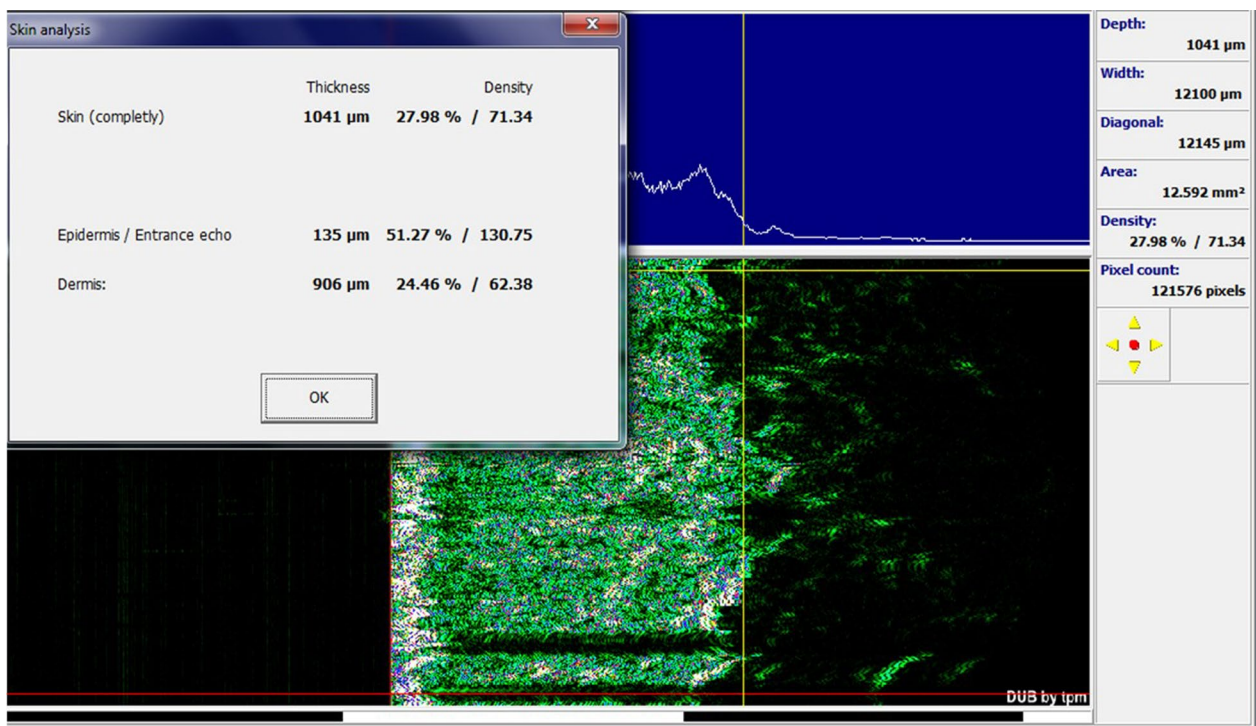 Skin analysis
Thickness Density
Skin (completly) 1041 µm 27.98 % / 71.34
Epidermis / Entrance echo 135 µm 51.27 % / 130.75
Dermis: 906 µm 24.46 % / 62.38
OK
Depth:
1041 µm
Width:
12100 µm
Diagonal:
12145 µm
Area:
12.592 mm²
Density:
27.98 % / 71.34
Pixel count:
121576 pixels
DUB by tpm